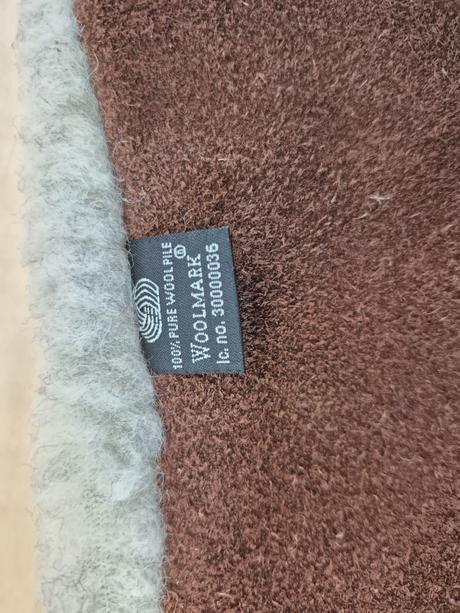 100% PURE WOOL PILE
WOOLMARK®
lc. no. 30000036